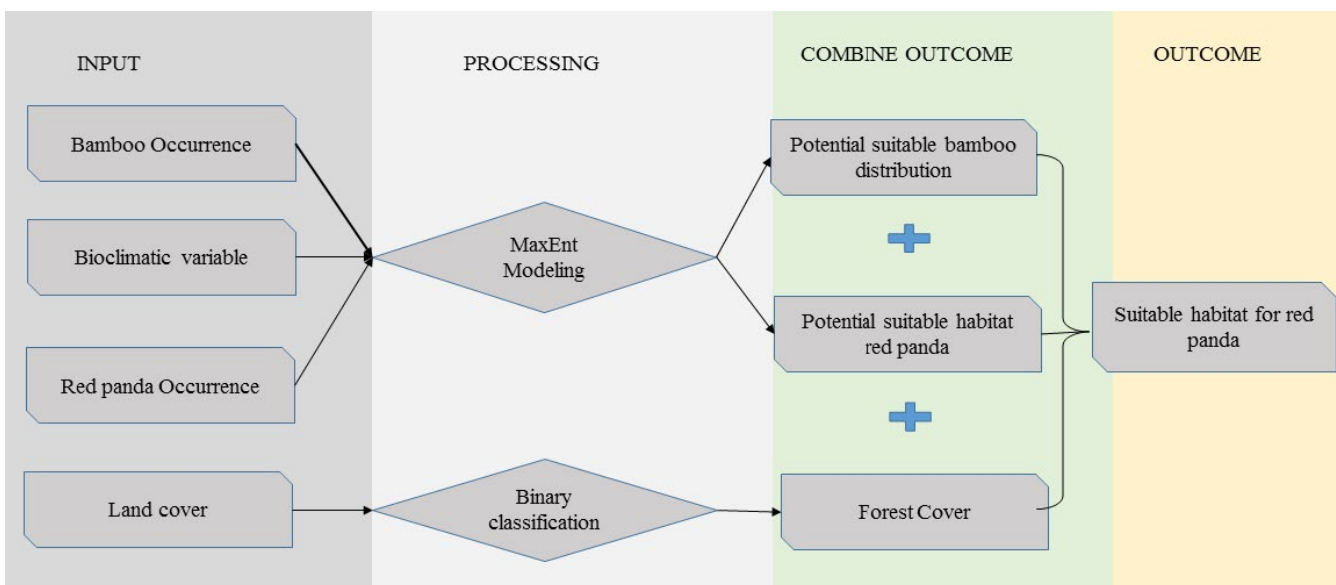 INPUT
PROCESSING
COMBINE OUTCOME
OUTCOME
Bamboo Occurrence
Bioclimatic variable
Red panda Occurrence
Land cover
MaxEnt
Modeling
Binary
classification
Potential suitable bamboo
distribution
Potential suitable habitat
red panda
Forest Cover
Suitable habitat for red
panda